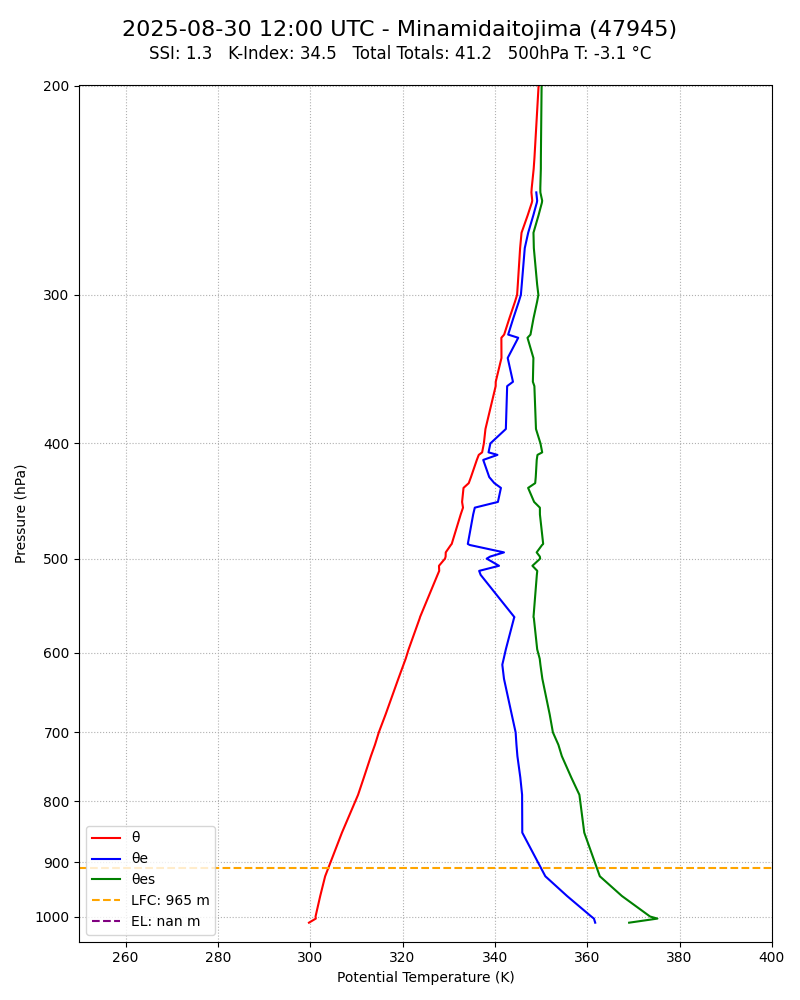 2025-08-30 12:00 UTC - Minamidaitojima (47945)
SSI: 1.3 K-Index: 34.5 Total Totals: 41.2 500hPa T: -3.1 °C
200
300
400
500
600
700
800
900
1000
Pressure (hPa)
θ
θe
θes
LFC: 965 m
EL: nan m
260 280 300 320 340 360 380 400
Potential Temperature (K)